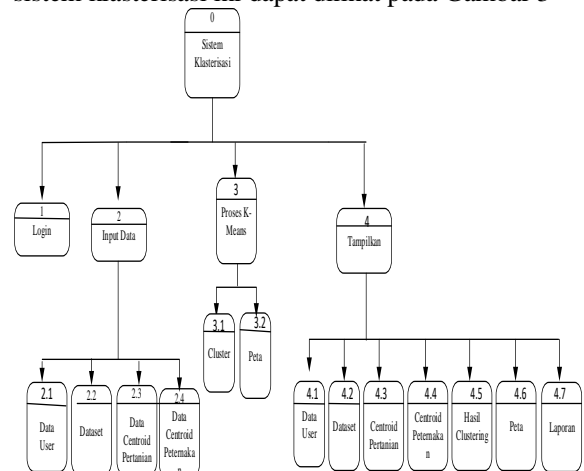 sistem klasterisasi ini dapat dilihat pada Gambar 3
0
Sistem
Klasterisasi
1
Login
2
Input Data
3
Proses K-
Means
4
Tampilkan
3.1
Cluster
3.2
Peta
2.1
Data
User
2.2
Dataset
2.3
Data
Centroid
Pertanian
2.4
Data
Centroid
Peternaka
n
4.1
Data
User
4.2
Dataset
4.3
Centroid
Pertanian
4.4
Centroid
Peternaka
n
4.5
Hasil
Clustering
4.6
Peta
4.7
Laporan